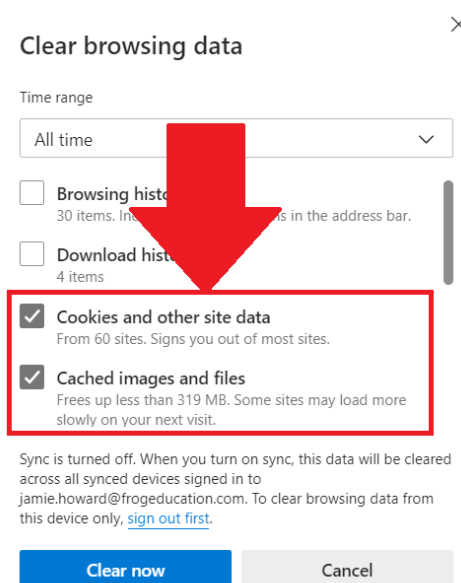 Clear browsing data
Time range
All time
Browsing
30 items. in the address bar.
Download
4 items
Cookies and other site data
From 60 sites. Signs you out of most sites.
Cached images and files
Frees up less than 319 MB. Some sites may load more
slowly on your next visit.
Sync is turned off. When you turn on sync, this data will be cleared
across all synced devices signed in to
jamie.howard@frogeducation.com. To clear browsing data from
this device only, sign out first.
Clear now
Cancel